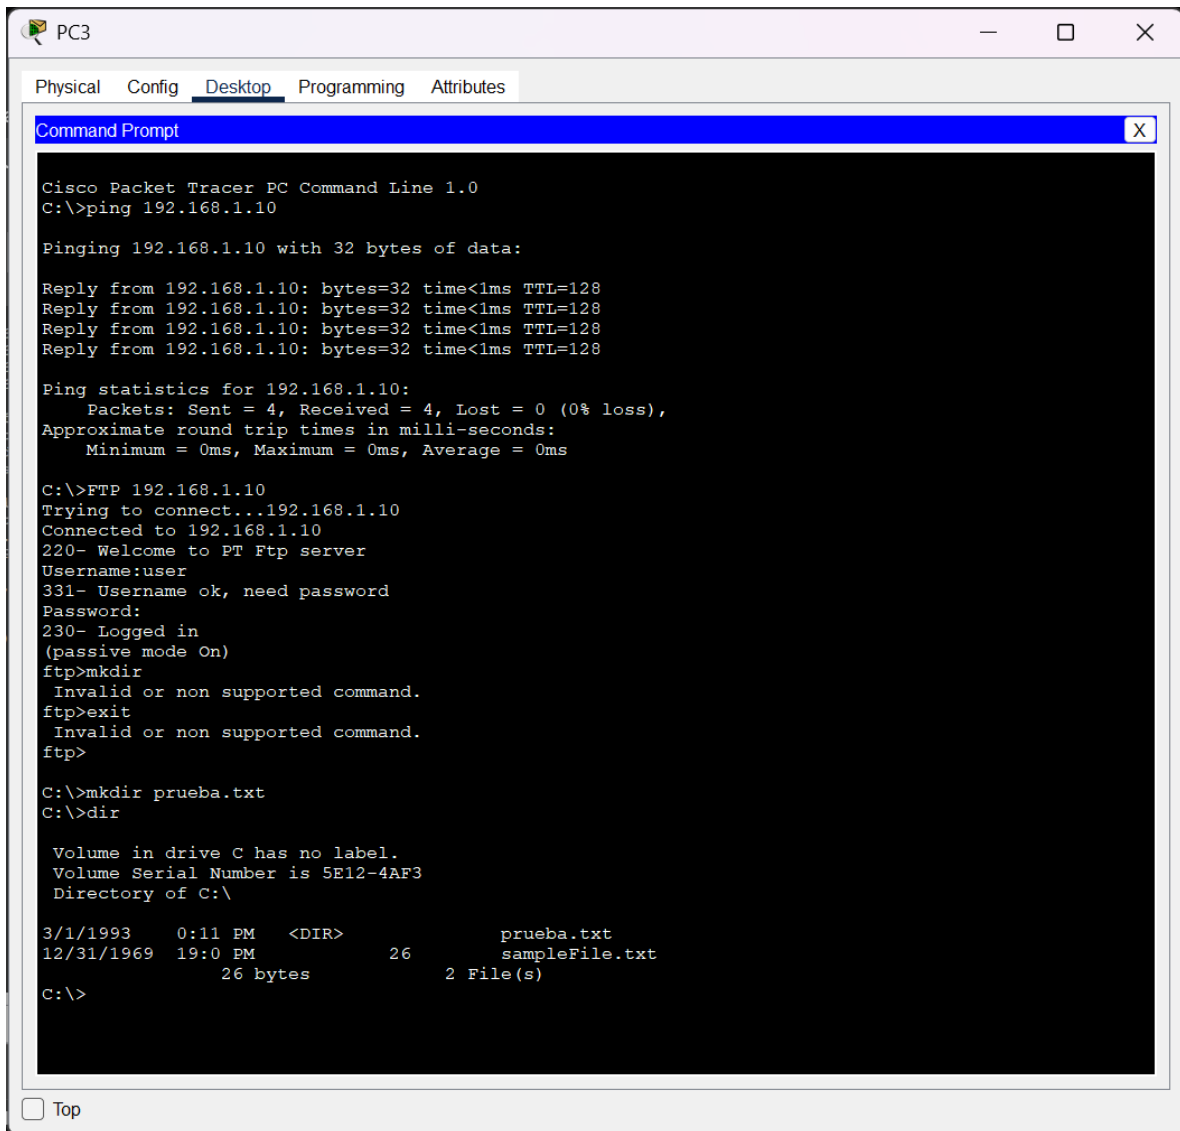 PC3
Physical Config Desktop Programming Attributes
Command Prompt
X
Cisco Packet Tracer PC Command Line 1.0
C:\>ping 192.168.1.10
Pinging 192.168.1.10 with 32 bytes of data:
Reply from 192.168.1.10: bytes=32 time<1ms TTL=128
Reply from 192.168.1.10: bytes=32 time<1ms TTL=128
Reply from 192.168.1.10: bytes=32 time<1ms TTL=128
Reply from 192.168.1.10: bytes=32 time<1ms TTL=128
Ping statistics for 192.168.1.10:
    Packets: Sent = 4, Received = 4, Lost = 0 (0% loss),
Approximate round trip times in milli-seconds:
    Minimum = 0ms, Maximum = 0ms, Average = 0ms
C:\>FTP 192.168.1.10
Trying to connect...192.168.1.10
Connected to 192.168.1.10
220- Welcome to PT Ftp server
Username:user
331- Username ok, need password
Password:
230- Logged in
(passive mode On)
ftp>mkdir
 Invalid or non supported command.
ftp>exit
 Invalid or non supported command.
ftp>
C:\>mkdir prueba.txt
C:\>dir
 Volume in drive C has no label.
 Volume Serial Number is 5E12-4AF3
 Directory of C:\
3/1/1993    0:11 PM   <DIR>              prueba.txt
12/31/1969  19:0 PM            26        sampleFile.txt
                26 bytes            2 File(s)
C:\>
Top